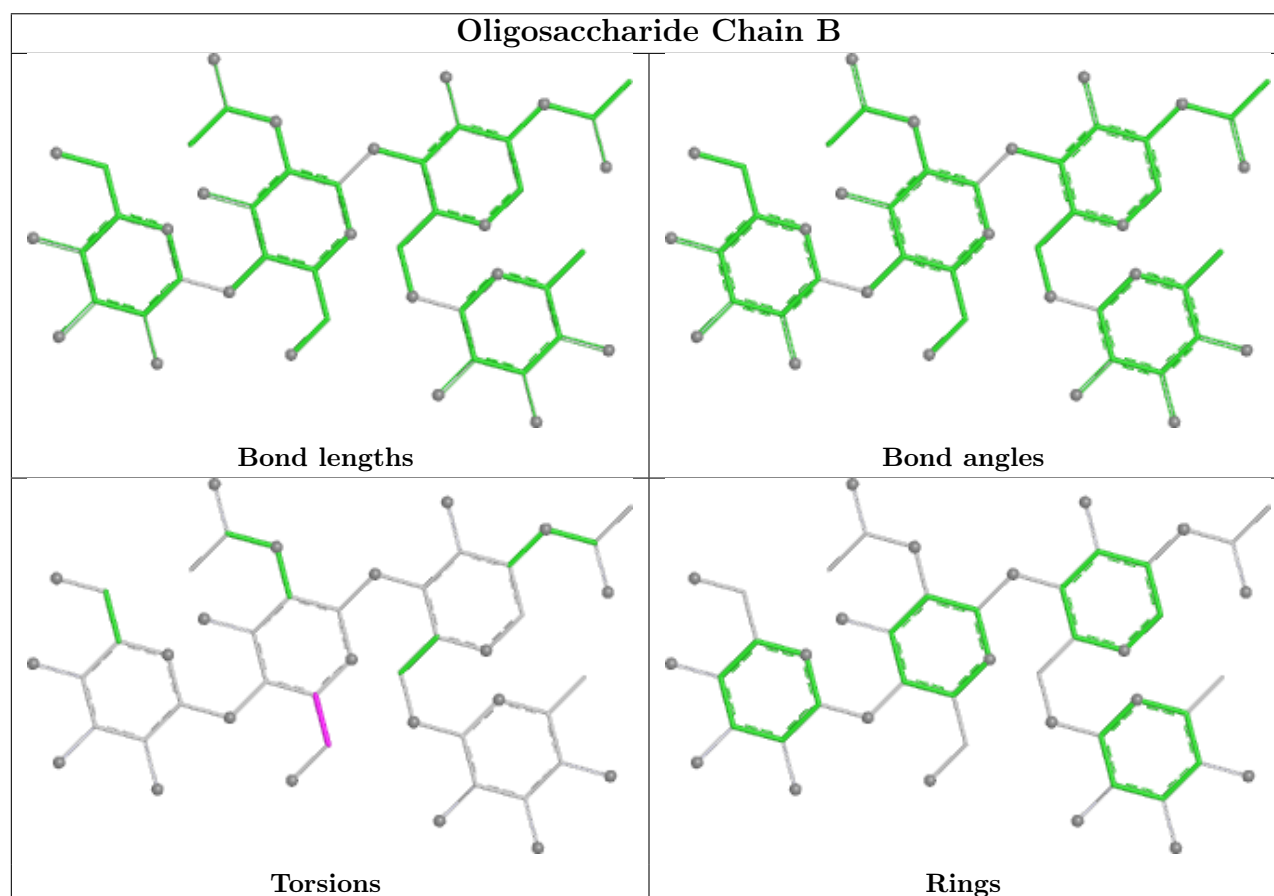 Oligosaccharide Chain B
Bond lengths
Bond angles
Torsions
Rings